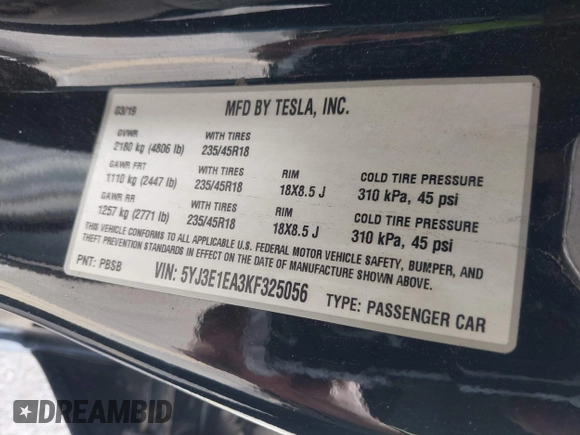 03/19
MFD BY TESLA, INC.
GVWR
2180 kg (4806 lb)
WITH TIRES
235/45R18
GAWR FRT
1110 kg (2447 lb)
WITH TIRES
235/45R18
RIM
18X8.5 J
COLD TIRE PRESSURE
310 kPa, 45 psi
GAWR RR
1257 kg (2771 lb)
WITH TIRES
235/45R18
RIM
18X8.5 J
COLD TIRE PRESSURE
310 kPa, 45 psi
THIS VEHICLE CONFORMS TO ALL APPLICABLE U.S. FEDERAL MOTOR VEHICLE SAFETY, BUMPER, AND
THEFT PREVENTION STANDARDS IN EFFECT ON THE DATE OF MANUFACTURE SHOWN ABOVE.
PNT: PBSB
VIN: 5YJ3E1EA3KF325056
TYPE: PASSENGER CAR
DREAMBID